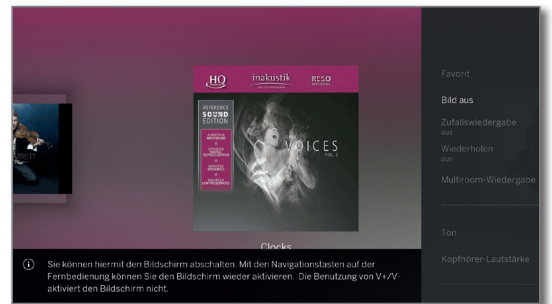 HQ
inakustik
RESO
REFERENCE
SOUND
EDITION
VOICES
VOL. 2
Clocks
Favorit
Bild aus
Zufallswiedergabe
aus
Wiederholen
aus
Multiroom-Wiedergabe
Ton
Kopfhörer-Lautstärke
Sie können hiermit den Bildschirm abschalten. Mit den Navigationstasten auf der
Fernbedienung können Sie den Bildschirm wieder aktivieren. Die Benutzung von V+/V-
aktiviert den Bildschirm nicht.